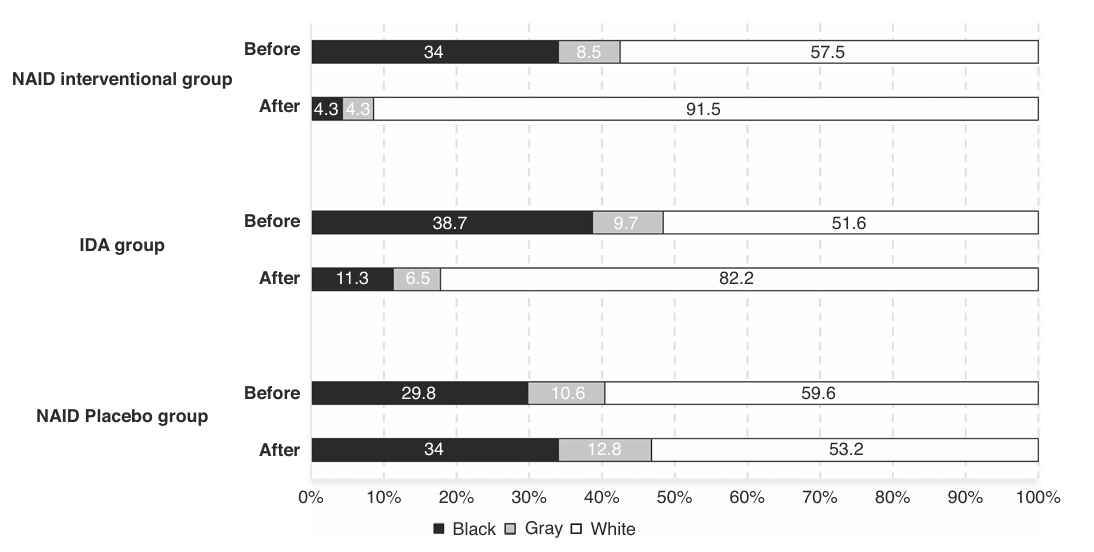 Before
34 8.5 57.5
NAID interventional group
After
4.3 4.3 91.5
Before
38.7 9.7 51.6
IDA group
After
11.3 6.5 82.2
Before
29.8 10.6 59.6
NAID Placebo group
After
34 12.8 53.2
0% 10% 20% 30% 40% 50% 60% 70% 80% 90% 100%
Black Gray White